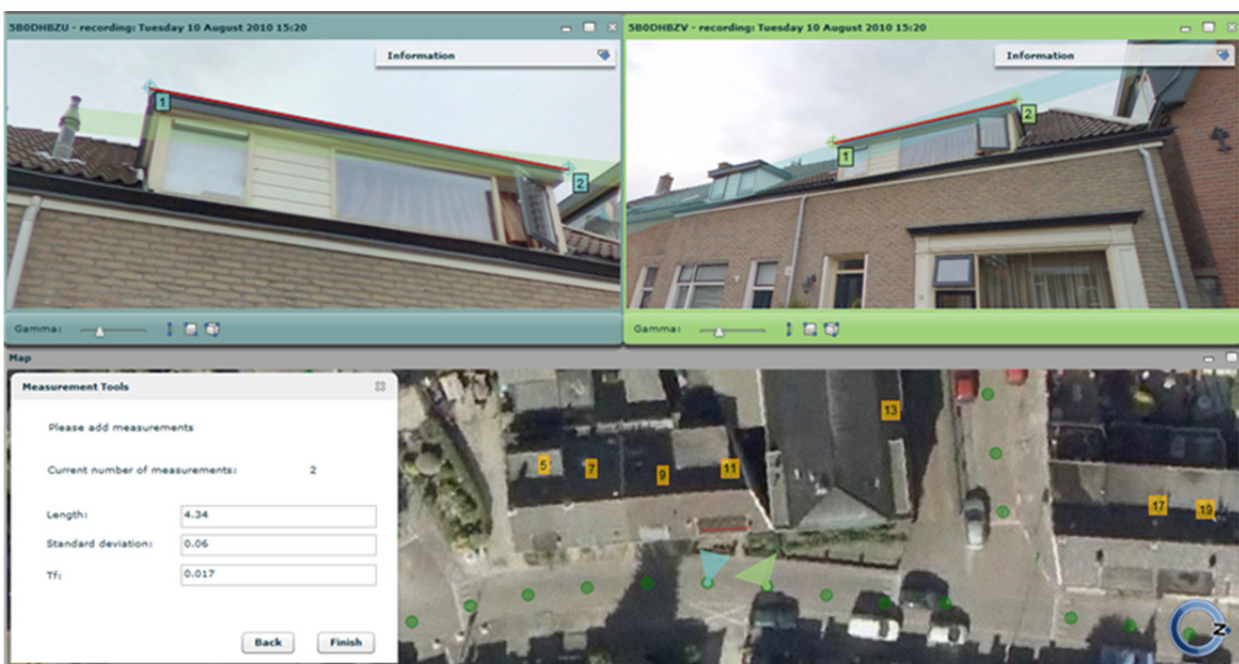 5B0DHBZU - recording: Tuesday 10 August 2010 15:20
Information
1
2
Gamma:
5B0DHBZV - recording: Tuesday 10 August 2010 15:20
Information
1
2
Gamma:
Map
Measurement Tools
Please add measurements
Current number of measurements: 2
Length: 4.34
Standard deviation: 0.06
Tf: 0.017
Back Finish
13
5 7 9 11
17 19
N